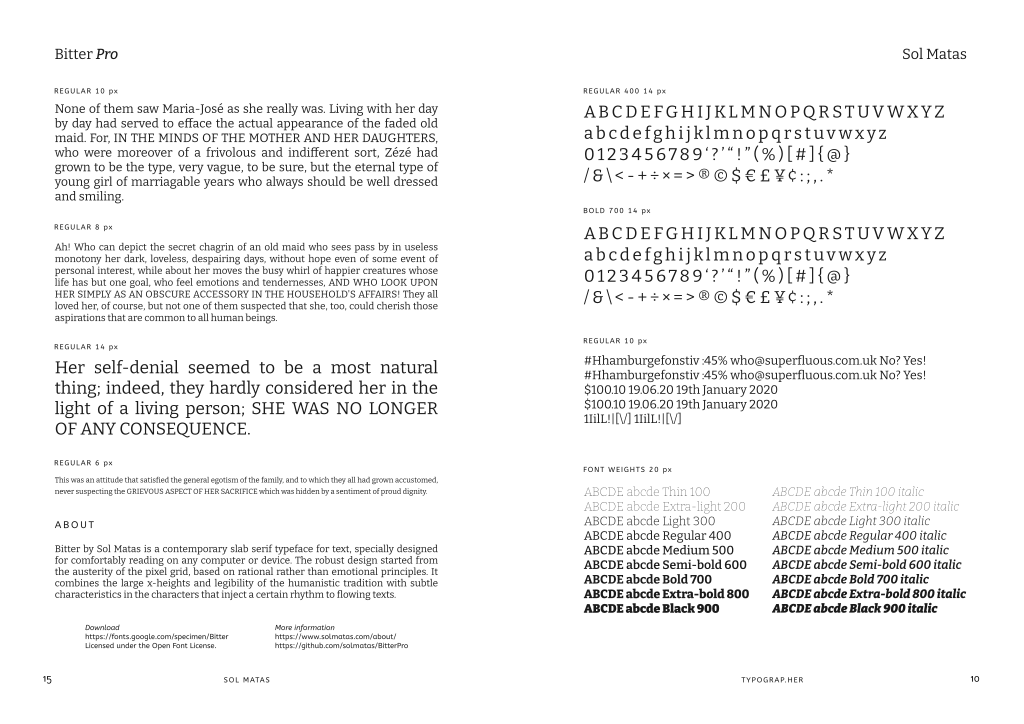 Bitter Pro
REGULAR 10 px
None of them saw Maria-José as she really was. Living with her day
by day had served to efface the actual appearance of the faded old
maid. For, IN THE MINDS OF THE MOTHER AND HER DAUGHTERS,
who were moreover of a frivolous and indifferent sort, Zézé had
grown to be the type, very vague, to be sure, but the eternal type of
young girl of marriagable years who always should be well dressed
and smiling.
REGULAR 8 px
Ah! Who can depict the secret chagrin of an old maid who sees pass by in useless
monotony her dark, loveless, despairing days, without hope even of some event of
personal interest, while about her moves the busy whirl of happier creatures whose
life has but one goal, who feel emotions and tendernesses, AND WHO LOOK UPON
HER SIMPLY AS AN OBSCURE ACCESSORY IN THE HOUSEHOLD'S AFFAIRS! They all
loved her, of course, but not one of them suspected that she, too, could cherish those
aspirations that are common to all human beings.
REGULAR 14 px
Her self-denial seemed to be a most natural
thing; indeed, they hardly considered her in the
light of a living person; SHE WAS NO LONGER
OF ANY CONSEQUENCE.
REGULAR 6 px
This was an attitude that satisfied the general egotism of the family, and to which they all had grown accustomed,
never suspecting the GRIEVOUS ASPECT OF HER SACRIFICE which was hidden by a sentiment of proud dignity.
ABOUT
Bitter by Sol Matas is a contemporary slab serif typeface for text, specially designed
for comfortably reading on any computer or device. The robust design started from
the austerity of the pixel grid, based on rational rather than emotional principles. It
combines the large x-heights and legibility of the humanistic tradition with subtle
characteristics in the characters that inject a certain rhythm to flowing texts.
Download
https://fonts.google.com/specimen/Bitter
Licensed under the Open Font License.
More information
https://www.solmatas.com/about/
https://github.com/solmatas/BitterPro
15
SOL MATAS
Sol Matas
REGULAR 400 14 px
A B C D E F G H I J K L M N O P Q R S T U V W X Y Z
a b c d e f g h i j k l m n o p q r s t u v w x y z
0 1 2 3 4 5 6 7 8 9 ‘ ? ’ “ ! ” ( % ) [ # ] { @ }
/ & \ < - + ÷ × = > ® © $ € £ ¥ ¢ : ; , . *
BOLD 700 14 px
A B C D E F G H I J K L M N O P Q R S T U V W X Y Z
a b c d e f g h i j k l m n o p q r s t u v w x y z
0 1 2 3 4 5 6 7 8 9 ‘ ? ’ “ ! ” ( % ) [ # ] { @ }
/ & \ < - + ÷ × = > ® © $ € £ ¥ ¢ : ; , . *
REGULAR 10 px
#Hhamburgefonstiv :45% who@superfluous.com.uk No? Yes!
#Hhamburgefonstiv :45% who@superfluous.com.uk No? Yes!
$100.10 19.06.20 19th January 2020
$100.10 19.06.20 19th January 2020
1IilL!|[\/] 1IilL!|[\/]
FONT WEIGHTS 20 px
ABCDE abcde Thin 100
ABCDE abcde Extra-light 200
ABCDE abcde Light 300
ABCDE abcde Regular 400
ABCDE abcde Medium 500
ABCDE abcde Semi-bold 600
ABCDE abcde Bold 700
ABCDE abcde Extra-bold 800
ABCDE abcde Black 900
ABCDE abcde Thin 100 italic
ABCDE abcde Extra-light 200 italic
ABCDE abcde Light 300 italic
ABCDE abcde Regular 400 italic
ABCDE abcde Medium 500 italic
ABCDE abcde Semi-bold 600 italic
ABCDE abcde Bold 700 italic
ABCDE abcde Extra-bold 800 italic
ABCDE abcde Black 900 italic
TYPOGRAP.HER
10